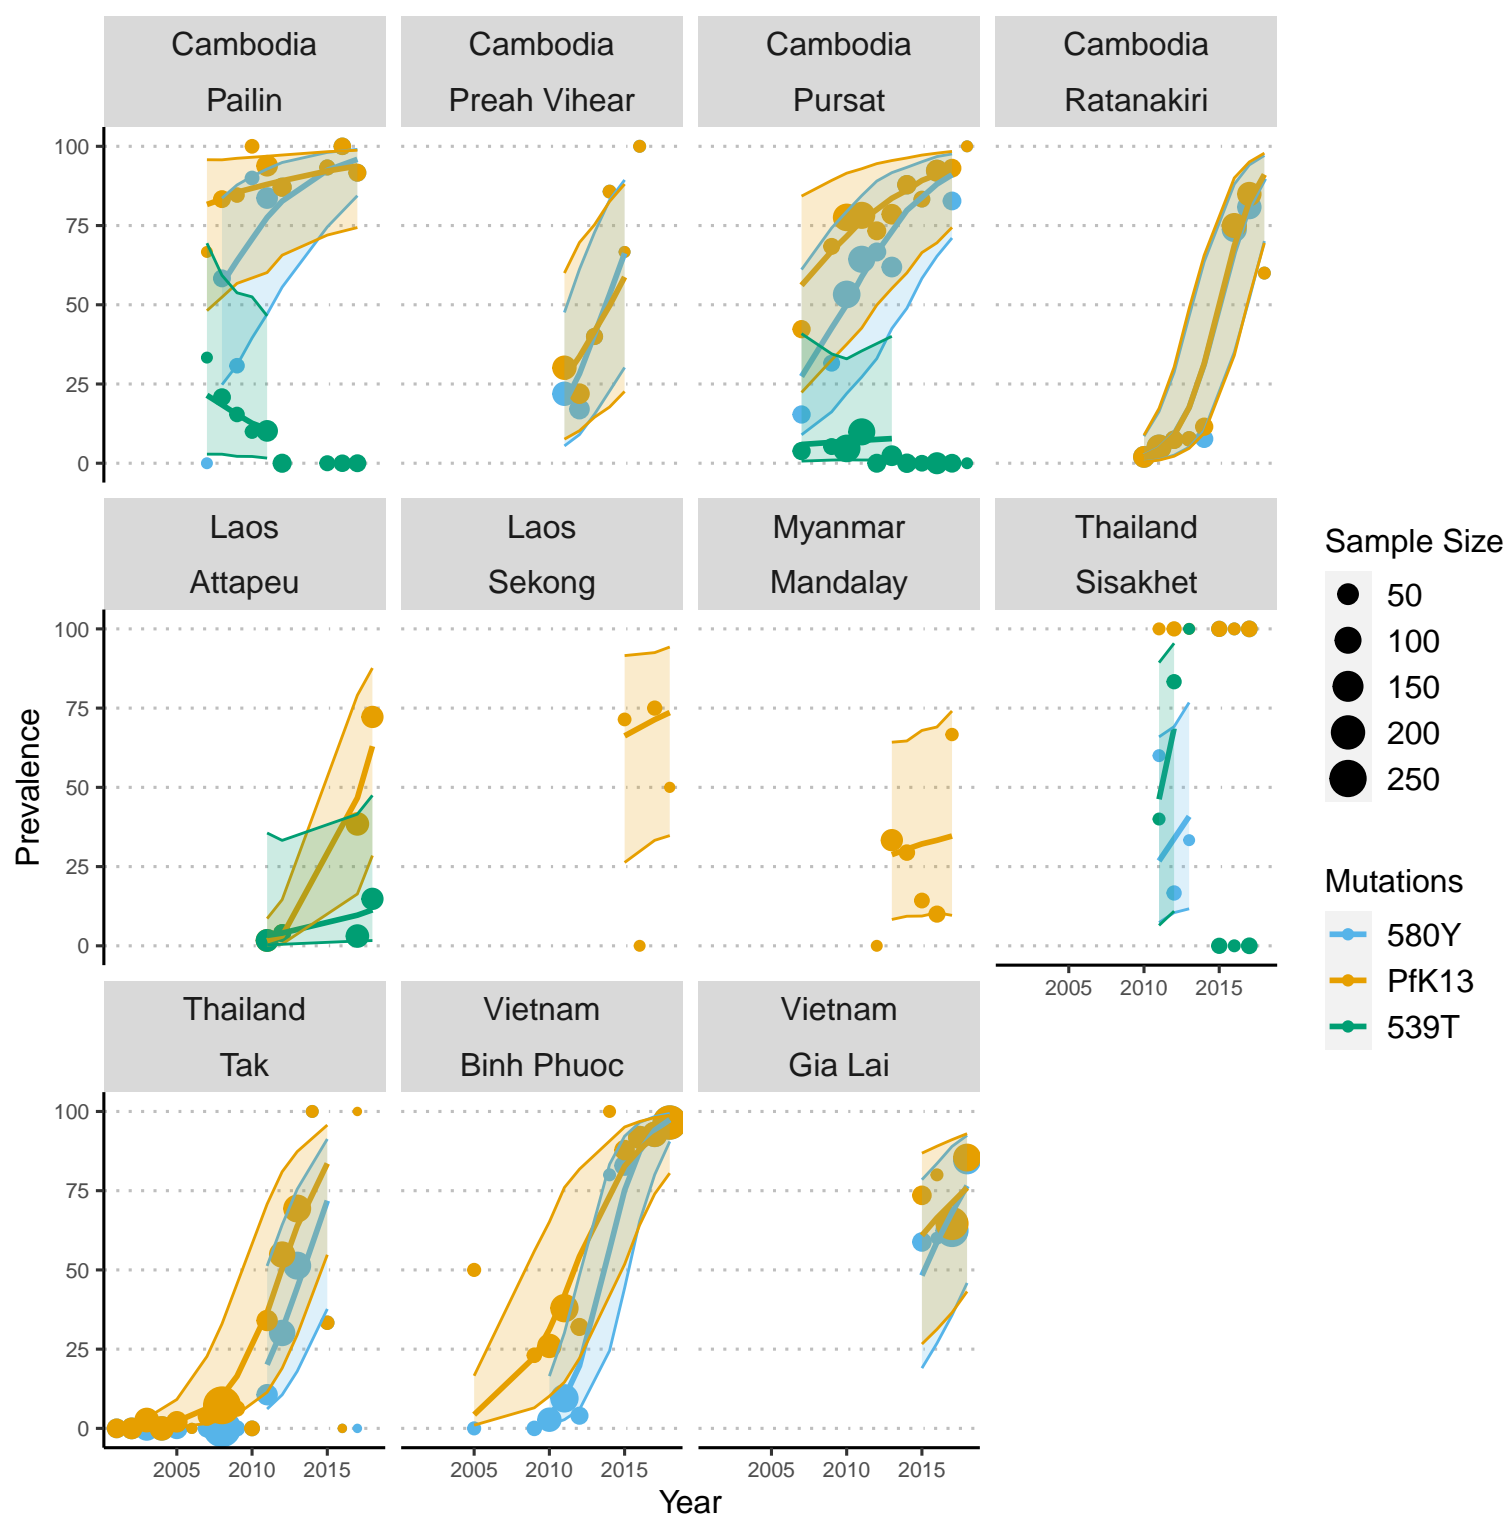 Cambodia
Pailin
Cambodia
Preah Vihear
Cambodia
Pursat
Cambodia
Ratanakiri
100
75
50
25
0
Laos
Attapeu
Laos
Sekong
Myanmar
Mandalay
Thailand
Sisakhet
100
75
50
25
0
2005 2010 2015
Thailand
Tak
Vietnam
Binh Phuoc
Vietnam
Gia Lai
100
75
50
25
0
2005 2010 2015
2005 2010 2015
2005 2010 2015
Prevalence
Year
Sample Size
50
100
150
200
250
Mutations
580Y
PfK13
539T